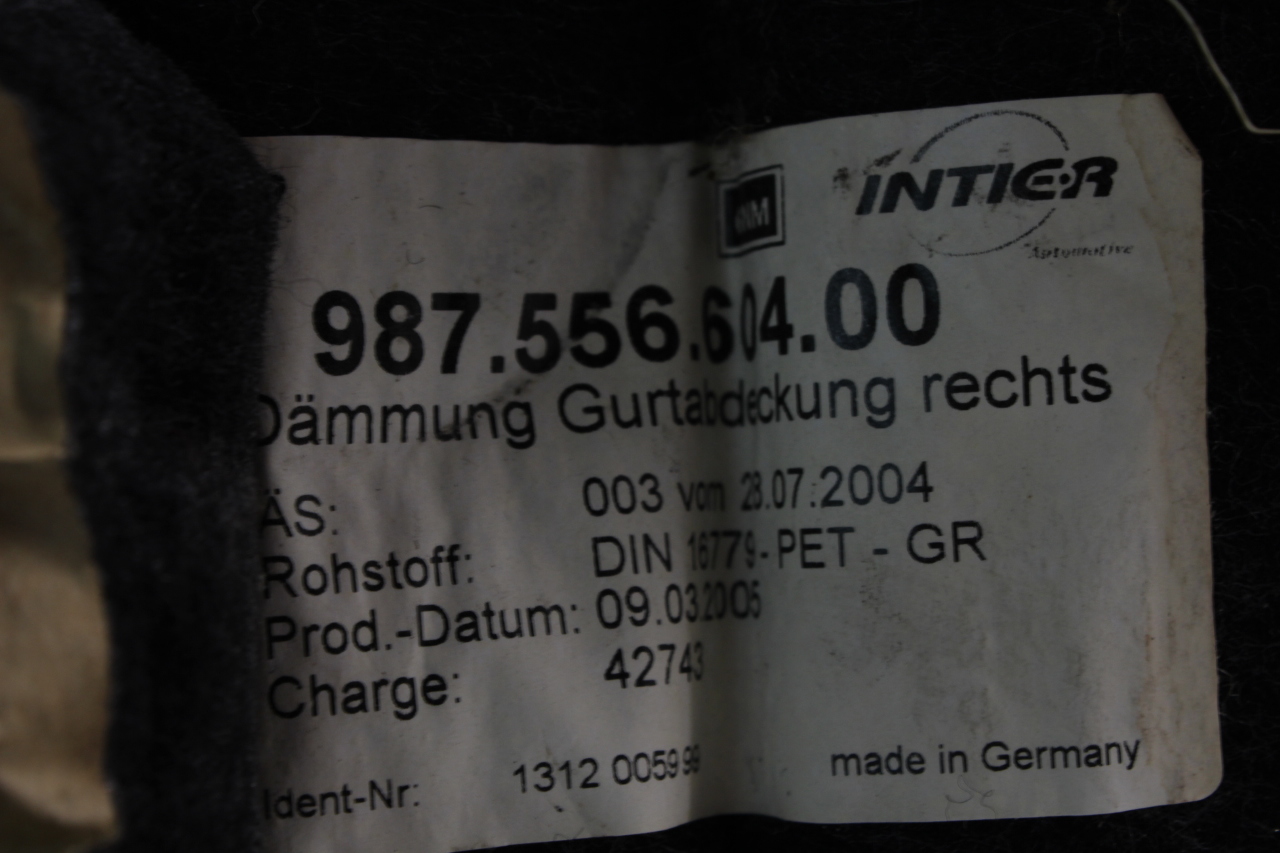 INTIER
Automotive
987.556.604.00
Dämmung Gurtabdeckung rechts
ÄS: 003 vom 28.07.2004
Rohstoff: DIN 16779-PET - GR
Prod.-Datum: 09.03.2005
Charge: 42743
Ident-Nr: 1312 005999 made in Germany